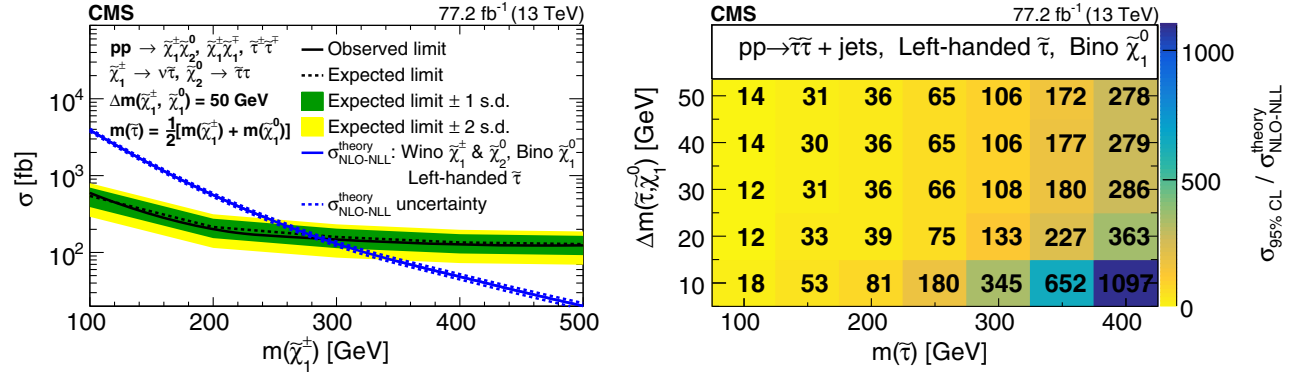 CMS 77.2 fb⁻¹ (13 TeV)
pp → χ̃₁^± χ̃₂⁰, χ̃₁^± χ̃₁^∓, τ̃^± τ̃^∓
χ̃₁^± → ντ̃, χ̃₂⁰ → τ̃τ
Δm(χ̃₁^±, χ̃₁⁰) = 50 GeV
m(τ̃) = ½[m(χ̃₁^±) + m(χ̃₁⁰)]
Observed limit
Expected limit
Expected limit ± 1 s.d.
Expected limit ± 2 s.d.
σ^theory_NLO-NLL : Wino χ̃₁^± & χ̃₂⁰, Bino χ̃₁⁰
Left-handed τ̃
σ^theory_NLO-NLL uncertainty
σ [fb]
10⁴
10³
10²
100 200 300 400 500
m(χ̃₁^±) [GeV]
CMS 77.2 fb⁻¹ (13 TeV)
pp→τ̃τ̃ + jets, Left-handed τ̃, Bino χ̃₁⁰
Δm(τ̃,χ̃₁⁰) [GeV]
50 14 31 36 65 106 172 278
40 14 30 36 65 106 177 279
30 12 31 36 66 108 180 286
20 12 33 39 75 133 227 363
10 18 53 81 180 345 652 1097
100 150 200 250 300 350 400
m(τ̃) [GeV]
1000
500
0
σ_95% CL / σ^theory_NLO-NLL